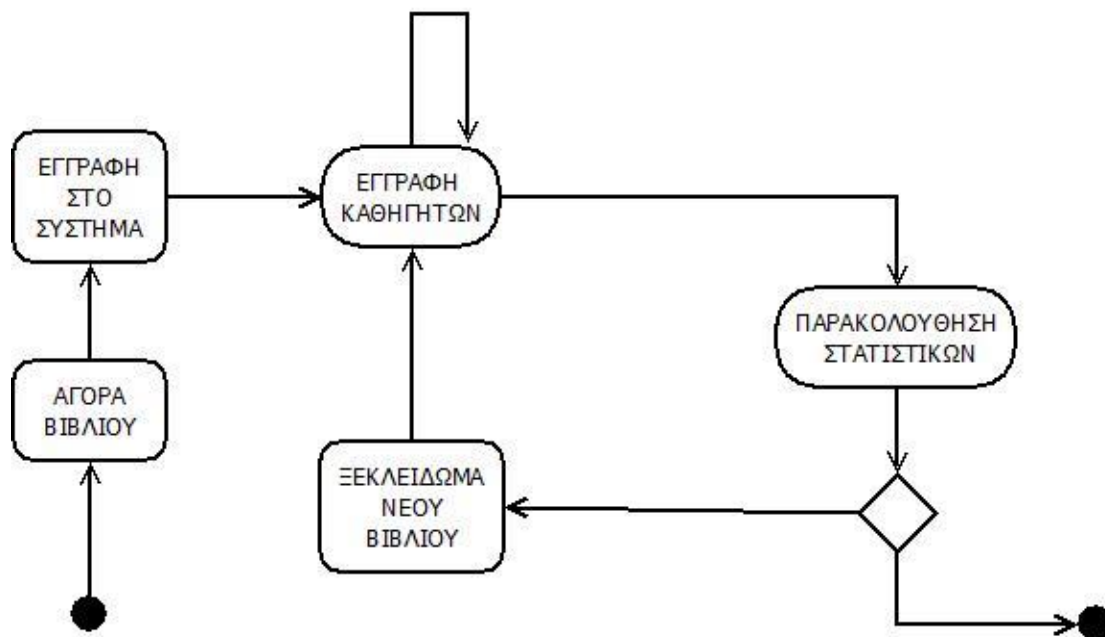 ΕΓΓΡΑΦΗ
ΣΤΟ
ΣΥΣΤΗΜΑ
ΕΓΓΡΑΦΗ
ΚΑΘΗΓΗΤΩΝ
ΠΑΡΑΚΟΛΟΥΘΗΣΗ
ΣΤΑΤΙΣΤΙΚΩΝ
ΑΓΟΡΑ
ΒΙΒΛΙΟΥ
ΞΕΚΛΕΙΔΩΜΑ
ΝΕΟΥ
ΒΙΒΛΙΟΥ